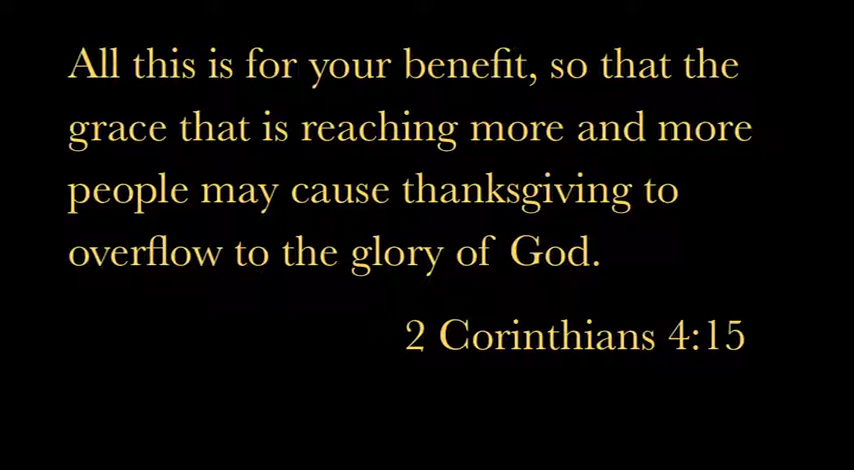 All this is for your benefit, so that the
grace that is reaching more and more
people may cause thanksgiving to
overflow to the glory of God.
2 Corinthians 4:15